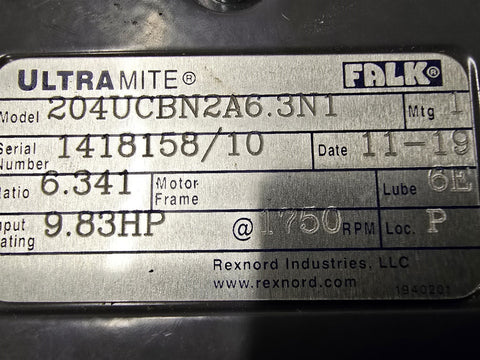 ULTRAMITE® FALK®
Model 204UCBN2A6.3N1 Mtg 1
Serial Number 1418158/10 Date 11-19
Ratio 6.341 Motor Frame Lube 6E
Input Rating 9.83HP @ 1750 RPM Loc. P
Rexnord Industries, LLC
www.rexnord.com 1940201